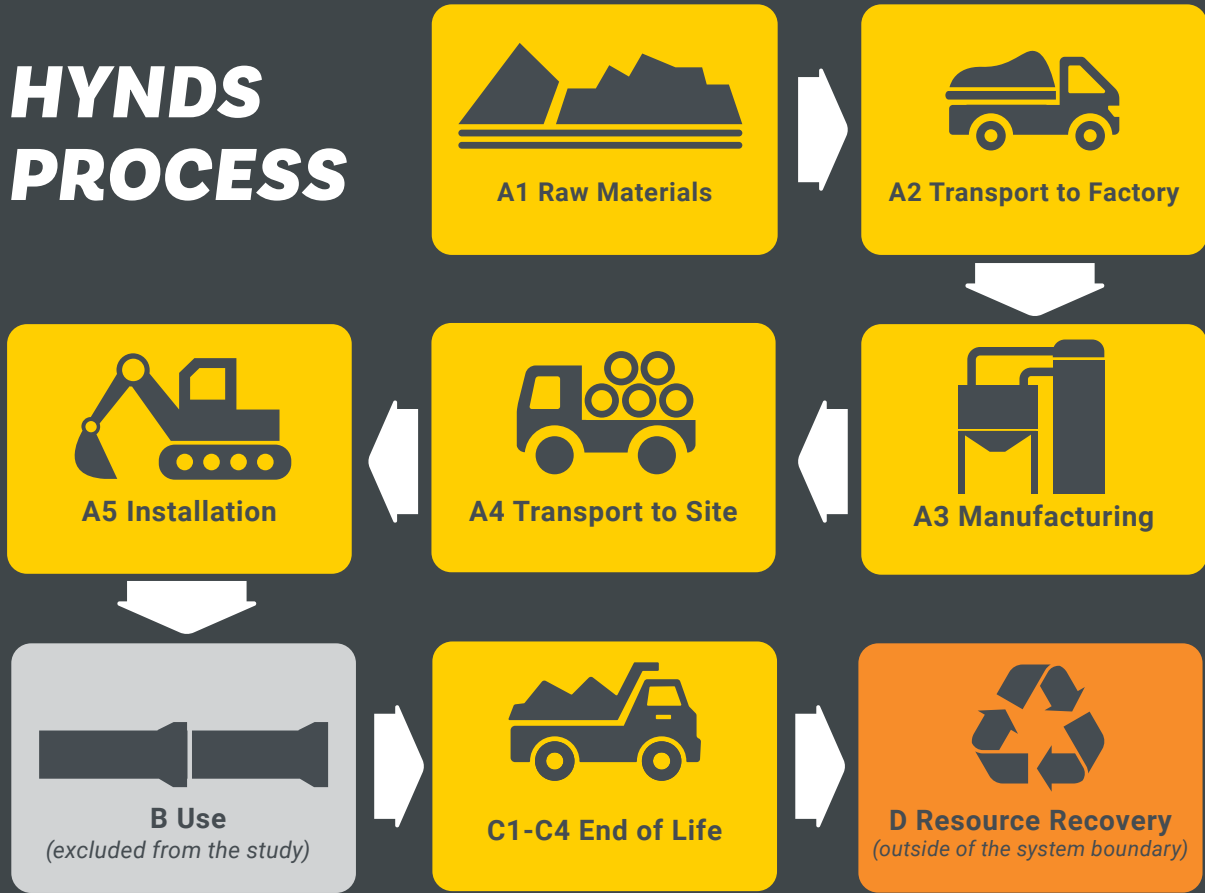 HYNDS
PROCESS
A1 Raw Materials
A2 Transport to Factory
A3 Manufacturing
A4 Transport to Site
A5 Installation
B Use
(excluded from the study)
C1-C4 End of Life
D Resource Recovery
(outside of the system boundary)